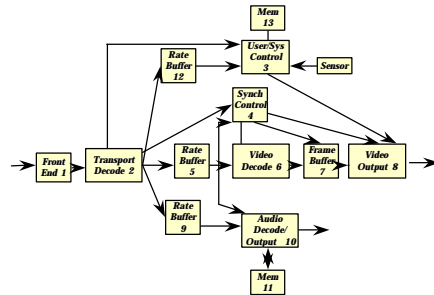 Mem
13
Rate
Buffer
12
User/Sys
Control
3
Sensor
Synch
Control
4
Front
End 1
Transport
Decode 2
Rate
Buffer
5
Video
Decode 6
Frame
Buffer
7
Video
Output 8
Rate
Buffer
9
Audio
Decode/
Output 10
Mem
11